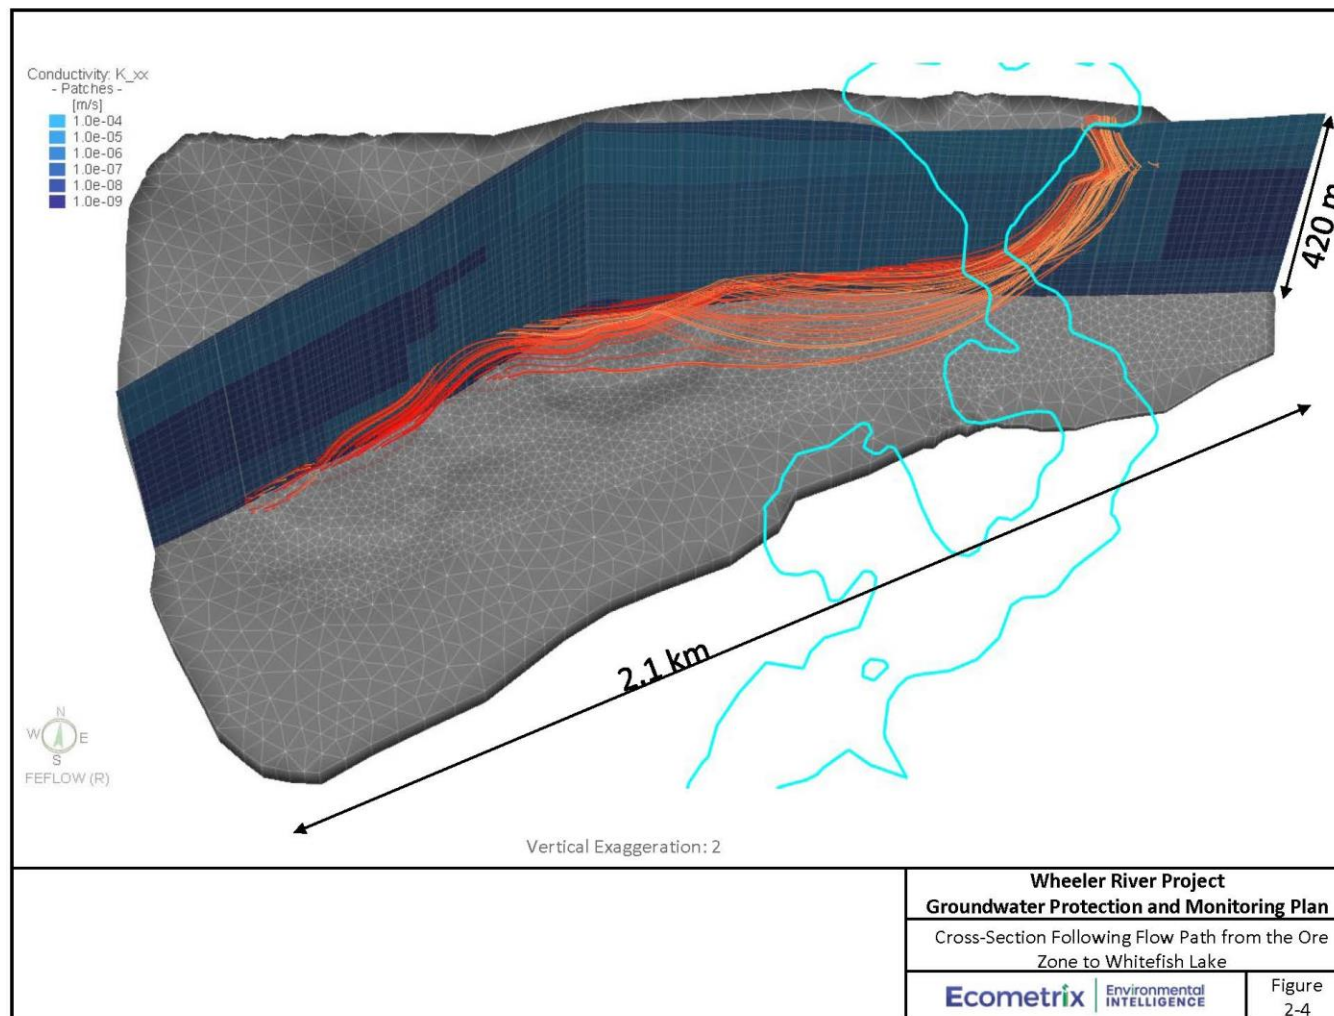 Conductivity: K_xx
- Patches -
[m/s]
1.0e-04
1.0e-05
1.0e-06
1.0e-07
1.0e-08
1.0e-09
420 m
2.1 km
N
W E
S
FEFLOW (R)
Vertical Exaggeration: 2
Wheeler River Project
Groundwater Protection and Monitoring Plan
Cross-Section Following Flow Path from the Ore
Zone to Whitefish Lake
Ecometrix
Environmental
INTELLIGENCE
Figure
2-4